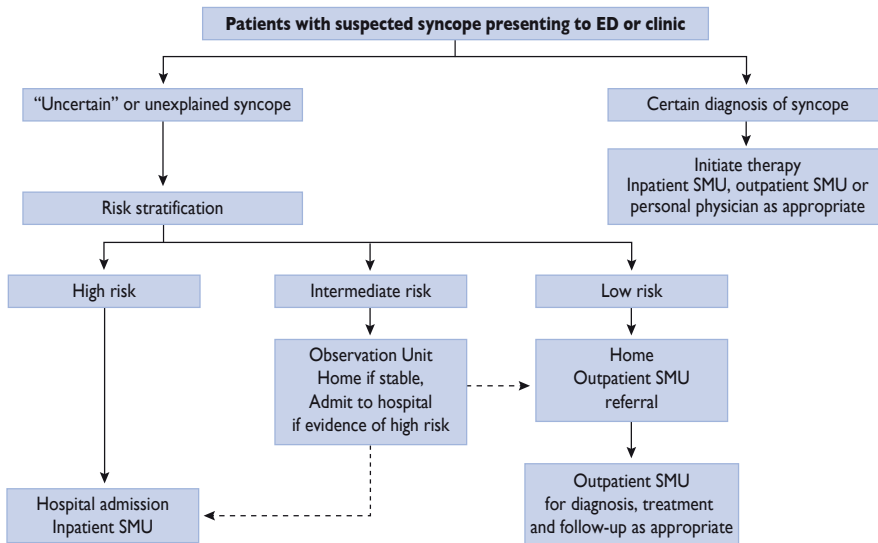 Patients with suspected syncope presenting to ED or clinic
“Uncertain” or unexplained syncope
Certain diagnosis of syncope
Initiate therapy
Inpatient SMU, outpatient SMU or
personal physician as appropriate
Risk stratification
High risk
Intermediate risk
Low risk
Observation Unit
Home if stable,
Admit to hospital
if evidence of high risk
Home
Outpatient SMU
referral
Hospital admission
Inpatient SMU
Outpatient SMU
for diagnosis, treatment
and follow-up as appropriate